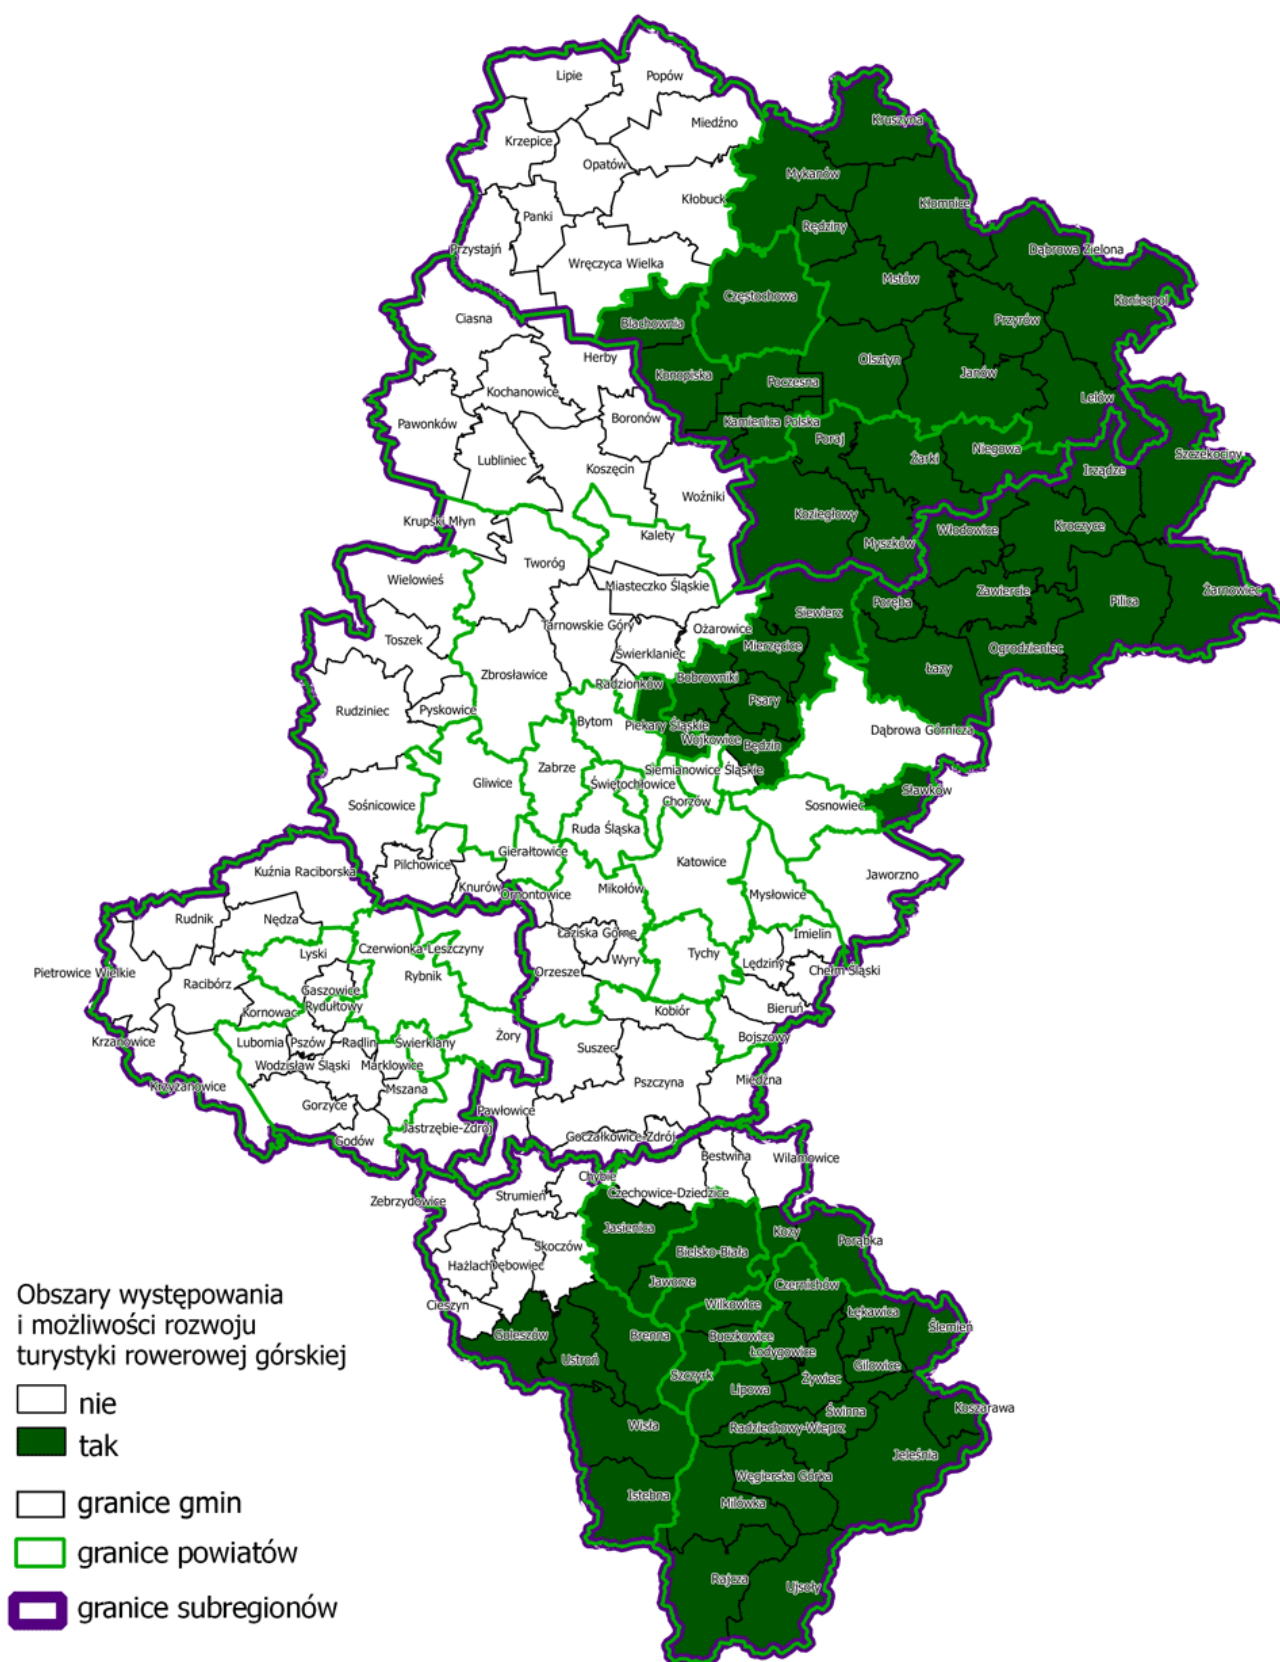 Lipie
Popów
Miedźno
Kruszyna
Krzepice
Opatów
Mykanów
Kłobuck
Kłomnice
Panki
Rędziny
Przystajń
Wręczyca Wielka
Dąbrowa Zielona
Mstów
Częstochowa
Koniecpol
Ciasna
Blachownia
Przyrów
Herby
Olsztyn
Janów
Konopiska
Poczesna
Kochanowice
Lelów
Boronów
Pawonków
Kamienica Polska
Poraj
Niegowa
Szczekociny
Żarki
Lubliniec
Koszęcin
Irządze
Woźniki
Koziegłowy
Krupski Młyn
Kroczyce
Włodowice
Kalety
Myszków
Tworóg
Wielowieś
Miasteczko Śląskie
Zawiercie
Żarnowiec
Pilica
Poręba
Siewierz
Tarnowskie Góry
Ożarowice
Toszek
Mierzęcice
Ogrodzieniec
Świerklaniec
Łazy
Zbrosławice
Bobrowniki
Radzionków
Psary
Rudziniec
Pyskowice
Bytom
Piekary Śląskie
Dąbrowa Górnicza
Wojkowice
Będzin
Zabrze
Siemianowice Śląskie
Gliwice
Świętochłowice
Sławków
Chorzów
Sośnicowice
Sosnowiec
Ruda Śląska
Gierałtowice
Katowice
Pilchowice
Kuźnia Raciborska
Jaworzno
Knurów
Mikołów
Ornontowice
Mysłowice
Rudnik
Nędza
Łaziska Górne
Imielin
Czerwionka-Leszczyny
Lyski
Tychy
Wyry
Lędziny
Pietrowice Wielkie
Rybnik
Orzesze
Chełm Śląski
Racibórz
Gaszowice
Rydułtowy
Kornowac
Kobiór
Bieruń
Żory
Bojszowy
Krzanowice
Lubomia
Pszów
Radlin
Świerklany
Suszec
Wodzisław Śląski
Marklowice
Miedźna
Krzyżanowice
Mszana
Pszczyna
Gorzyce
Pawłowice
Jastrzębie-Zdrój
Goczałkowice-Zdrój
Godów
Bestwina
Wilamowice
Chybie
Czechowice-Dziedzice
Strumień
Zebrzydowice
Jasienica
Kozy
Porąbka
Skoczów
Bielsko-Biała
Hażlach
Dębowiec
Jaworze
Czernichów
Cieszyn
Wilkowice
Łękawica
Ślemień
Goleszów
Brenna
Buczkowice
Łodygowice
Ustroń
Gilowice
Szczyrk
Żywiec
Lipowa
Koszarawa
Świnna
Wisła
Radziechowy-Wieprz
Jeleśnia
Węgierska Górka
Istebna
Milówka
Rajcza
Ujsoły
Obszary występowania
i możliwości rozwoju
turystyki rowerowej górskiej
nie
tak
granice gmin
granice powiatów
granice subregionów